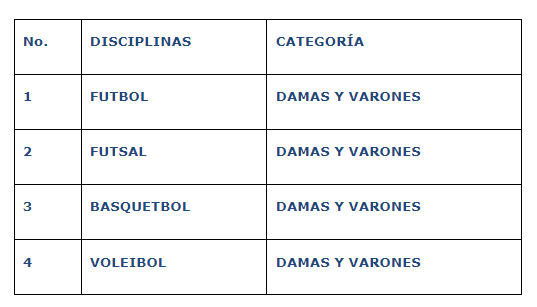 No. DISCIPLINAS CATEGORÍA
1 FUTBOL DAMAS Y VARONES
2 FUTSAL DAMAS Y VARONES
3 BASQUETBOL DAMAS Y VARONES
4 VOLEIBOL DAMAS Y VARONES